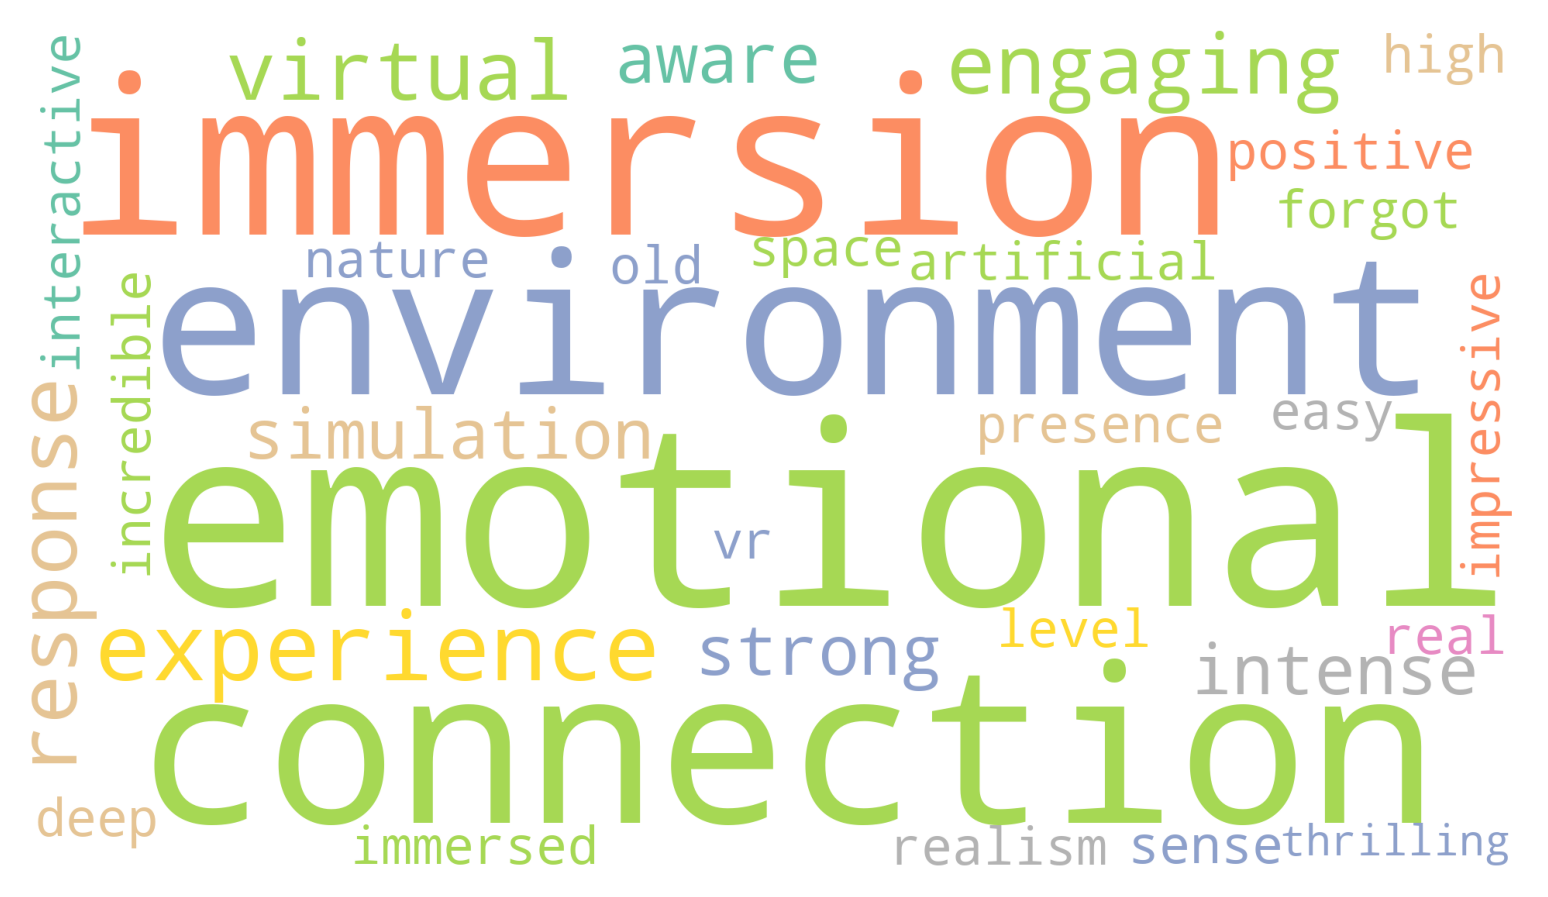 virtual
aware
engaging
high
interactive
immersion
positive
forgot
nature
old
space
artificial
environment
incredible
impressive
response
simulation
presence
easy
emotional
vr
experience
strong
level
real
intense
connection
deep
immersed
realism
sense
thrilling